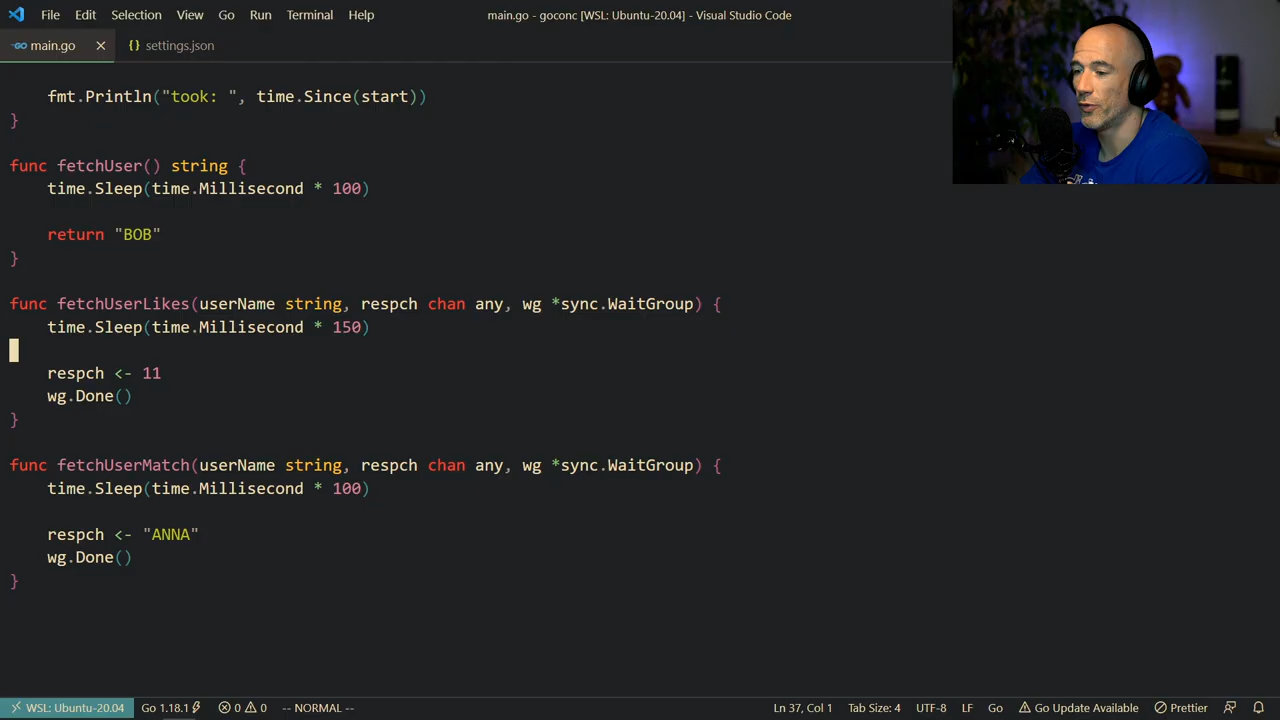 File Edit Selection View Go Run Terminal Help
main.go - goconc [WSL: Ubuntu-20.04] - Visual Studio Code
main.go
{} settings.json
fmt.Println("took: ", time.Since(start))
}
func fetchUser() string {
time.Sleep(time.Millisecond * 100)
return "BOB"
}
func fetchUserLikes(userName string, respch chan any, wg *sync.WaitGroup) {
time.Sleep(time.Millisecond * 150)
respch <- 11
wg.Done()
}
func fetchUserMatch(userName string, respch chan any, wg *sync.WaitGroup) {
time.Sleep(time.Millisecond * 100)
respch <- "ANNA"
wg.Done()
}
WSL: Ubuntu-20.04 Go 1.18.1 0 0 -- NORMAL -- Ln 37, Col 1 Tab Size: 4 UTF-8 LF Go Go Update Available Prettier